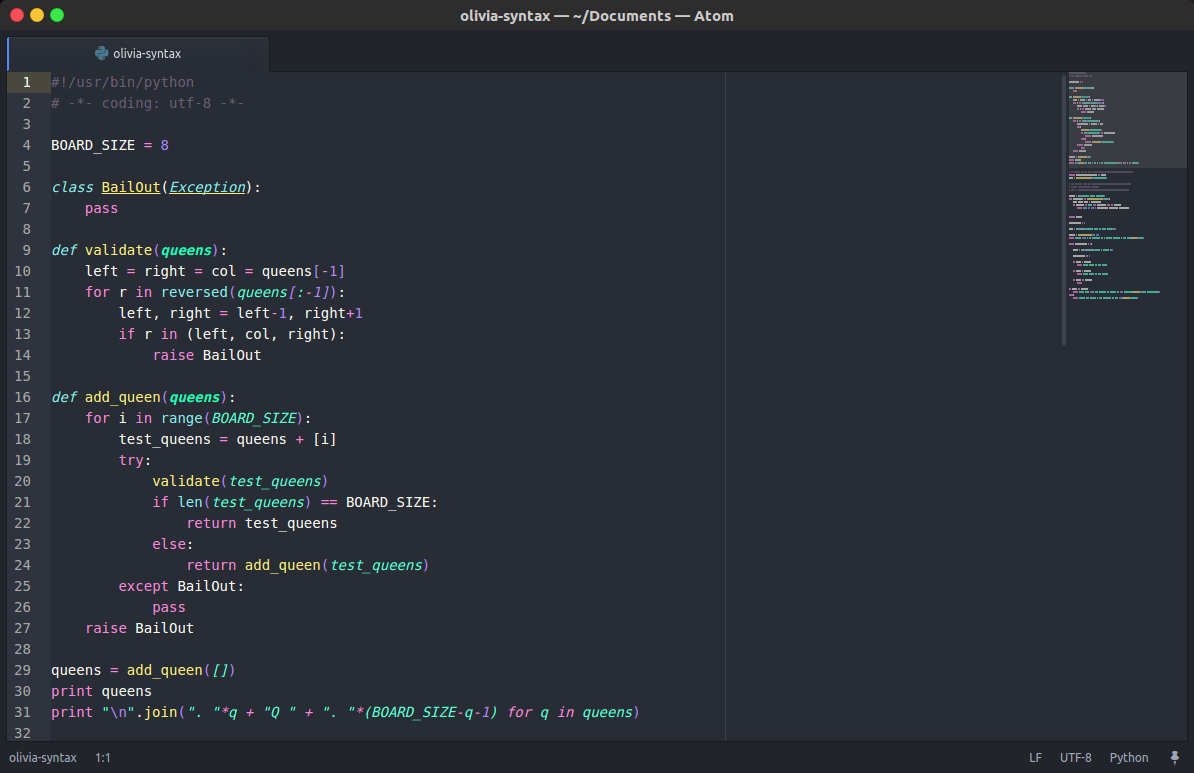 olivia-syntax — ~/Documents — Atom
olivia-syntax
1 #!/usr/bin/python
2 # -*- coding: utf-8 -*-
3
4 BOARD_SIZE = 8
5
6 class BailOut(Exception):
7     pass
8
9 def validate(queens):
10     left = right = col = queens[-1]
11     for r in reversed(queens[:-1]):
12         left, right = left-1, right+1
13         if r in (left, col, right):
14             raise BailOut
15
16 def add_queen(queens):
17     for i in range(BOARD_SIZE):
18         test_queens = queens + [i]
19         try:
20             validate(test_queens)
21             if len(test_queens) == BOARD_SIZE:
22                 return test_queens
23             else:
24                 return add_queen(test_queens)
25         except BailOut:
26             pass
27     raise BailOut
28
29 queens = add_queen([])
30 print queens
31 print "\n".join(". "*q + "Q " + ". "*(BOARD_SIZE-q-1) for q in queens)
32
olivia-syntax 1:1 LF UTF-8 Python